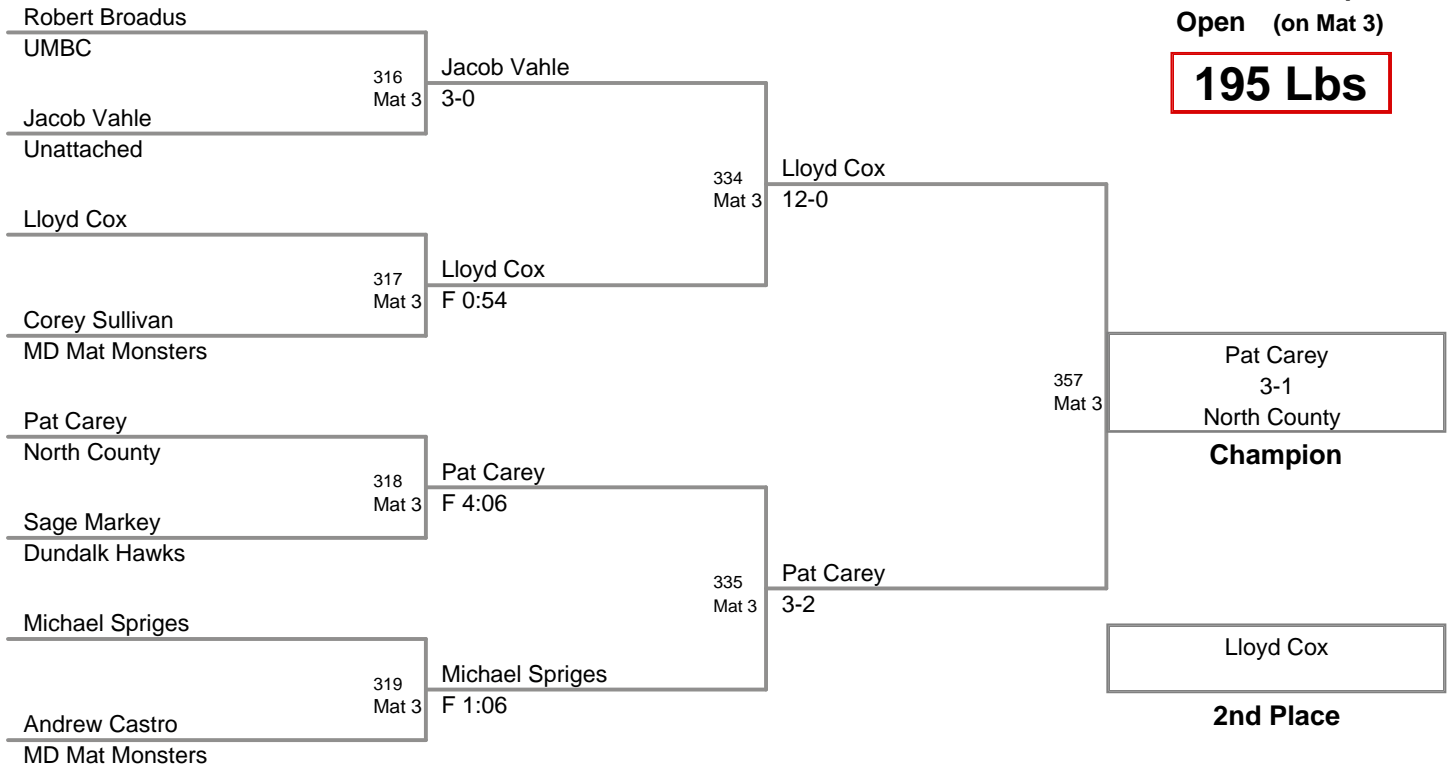 Open (on Mat 3)
195 Lbs
Robert Broadus
UMBC
316
Mat 3
Jacob Vahle
3-0
Jacob Vahle
Unattached
334
Mat 3
Lloyd Cox
12-0
Lloyd Cox
317
Mat 3
Lloyd Cox
F 0:54
Corey Sullivan
MD Mat Monsters
357
Mat 3
Pat Carey
3-1
North County
Champion
Pat Carey
North County
318
Mat 3
Pat Carey
F 4:06
Sage Markey
Dundalk Hawks
335
Mat 3
Pat Carey
3-2
Michael Spriges
319
Mat 3
Michael Spriges
F 1:06
Andrew Castro
MD Mat Monsters
Lloyd Cox
2nd Place